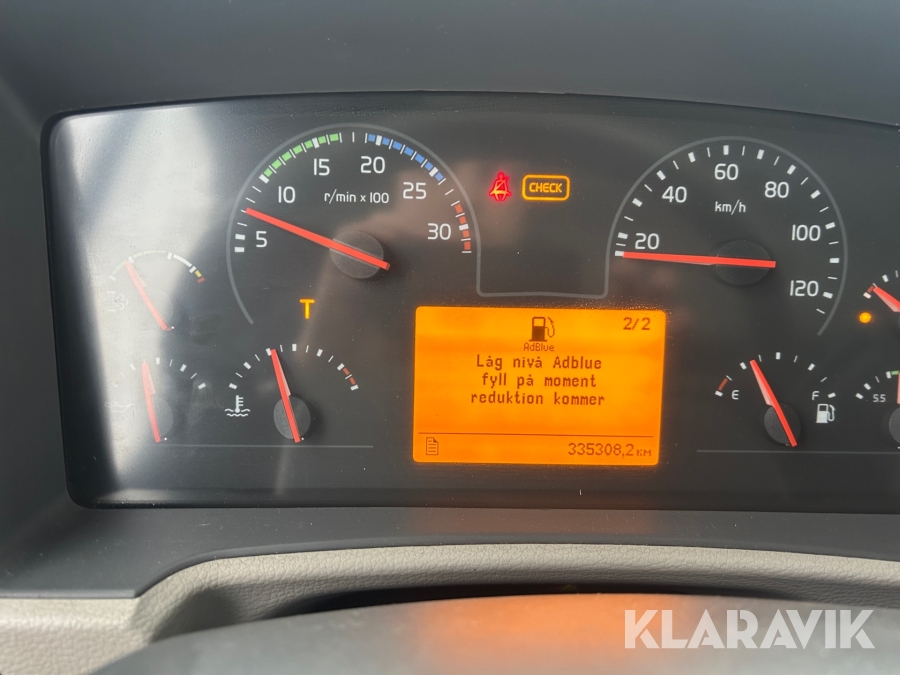 5 10 15 20 25 30
r/min x 100
CHECK
20 40 60 80 100 120
km/h
T
2/2
AdBlue
Låg nivå Adblue
fyll på moment
reduktion kommer
335308,2 KM
E F
55
KLARAVIK